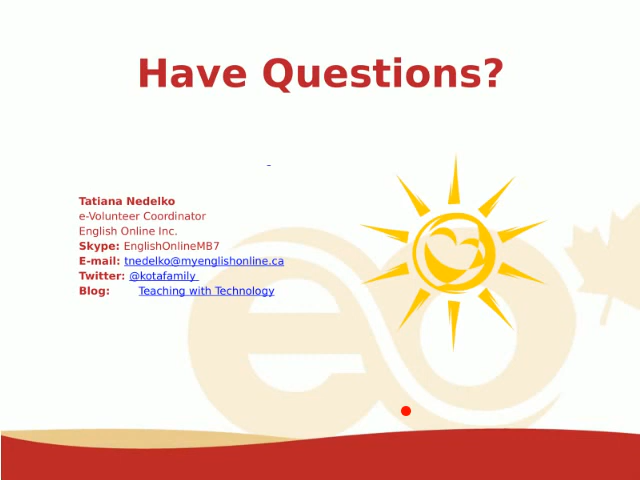 Have Questions?
-
Tatiana Nedelko
e-Volunteer Coordinator
English Online Inc.
Skype: EnglishOnlineMB7
E-mail: tnedelko@myenglishonline.ca
Twitter: @kotafamily
Blog: Teaching with Technology
eo